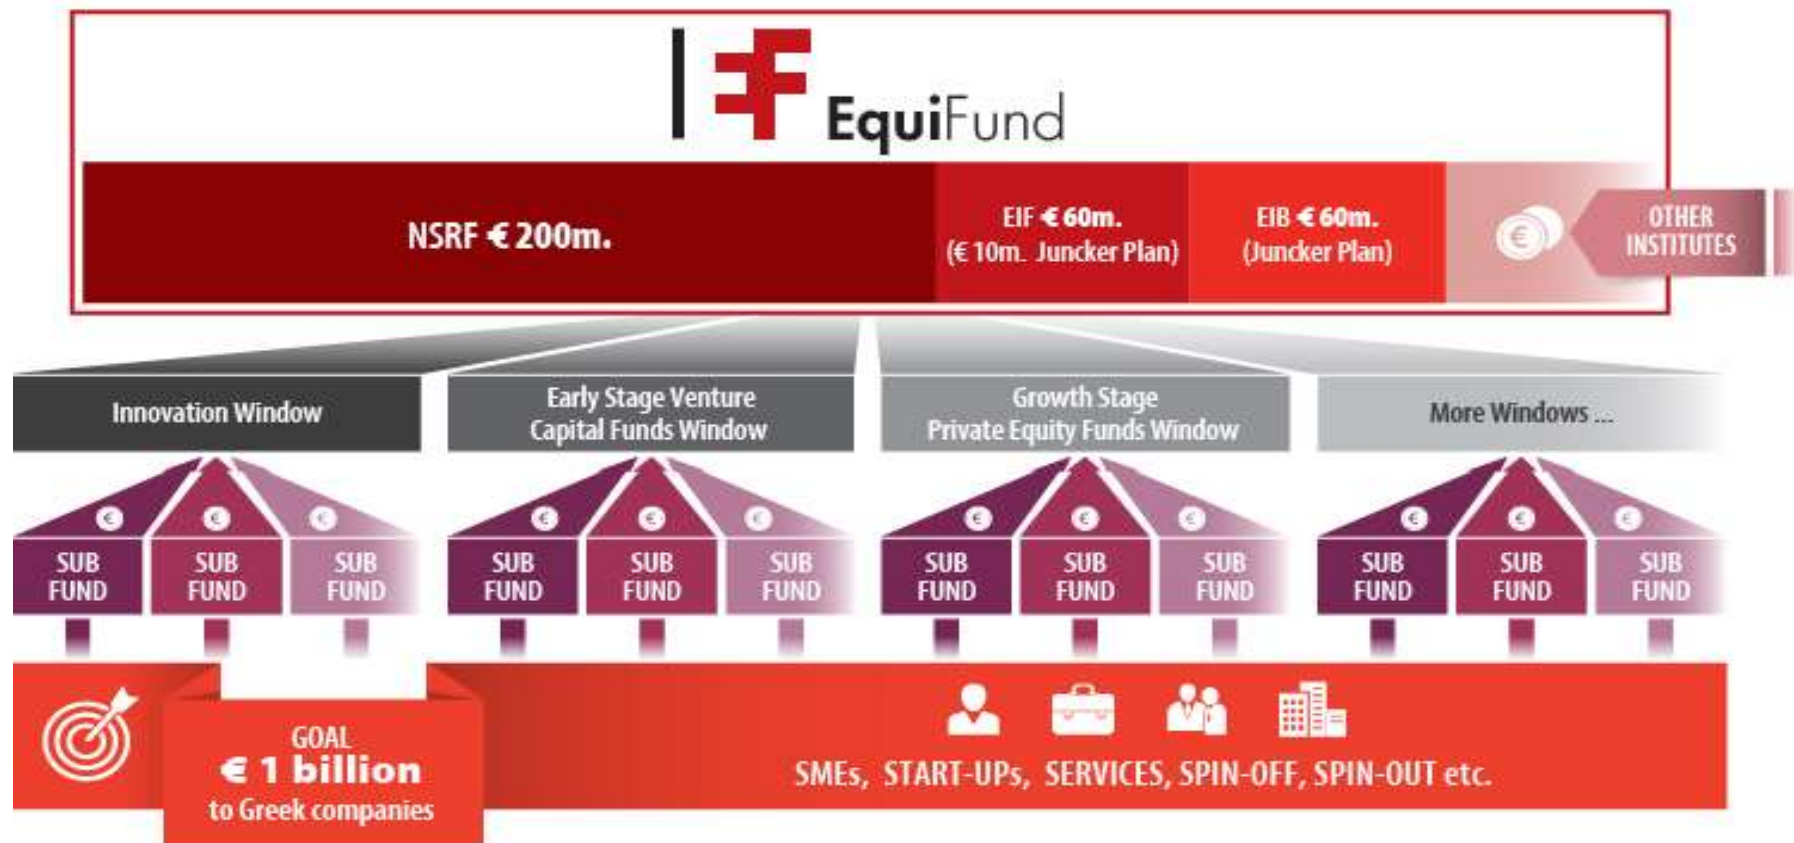 EquiFund
NSRF € 200m.
EIF € 60m.
(€ 10m. Juncker Plan)
EIB € 60m.
(Juncker Plan)
OTHER
INSTITUTES
Innovation Window
Early Stage Venture
Capital Funds Window
Growth Stage
Private Equity Funds Window
More Windows ...
SUB
FUND
SUB
FUND
SUB
FUND
SUB
FUND
SUB
FUND
SUB
FUND
SUB
FUND
SUB
FUND
SUB
FUND
SUB
FUND
SUB
FUND
SUB
FUND
GOAL
€ 1 billion
to Greek companies
SMEs, START-UPs, SERVICES, SPIN-OFF, SPIN-OUT etc.